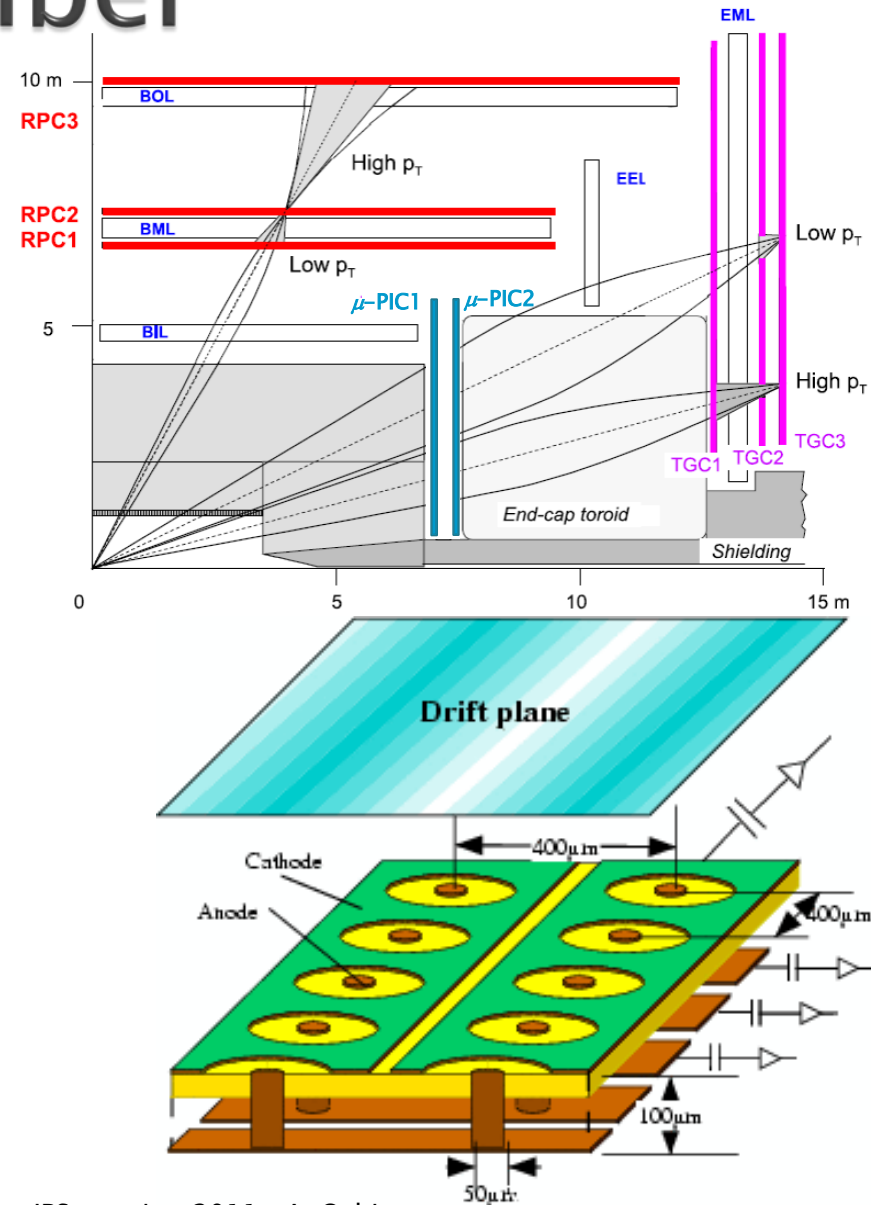 EML
10 m
BOL
RPC3
High pT
EEL
RPC2
BML
RPC1
Low pT
Low pT
μ-PIC1
μ-PIC2
5
BIL
High pT
TGC3
TGC1
TGC2
End-cap toroid
Shielding
0
5
10
15 m
Drift plane
400μm
Cathode
Anode
400μm
100μm
50μm